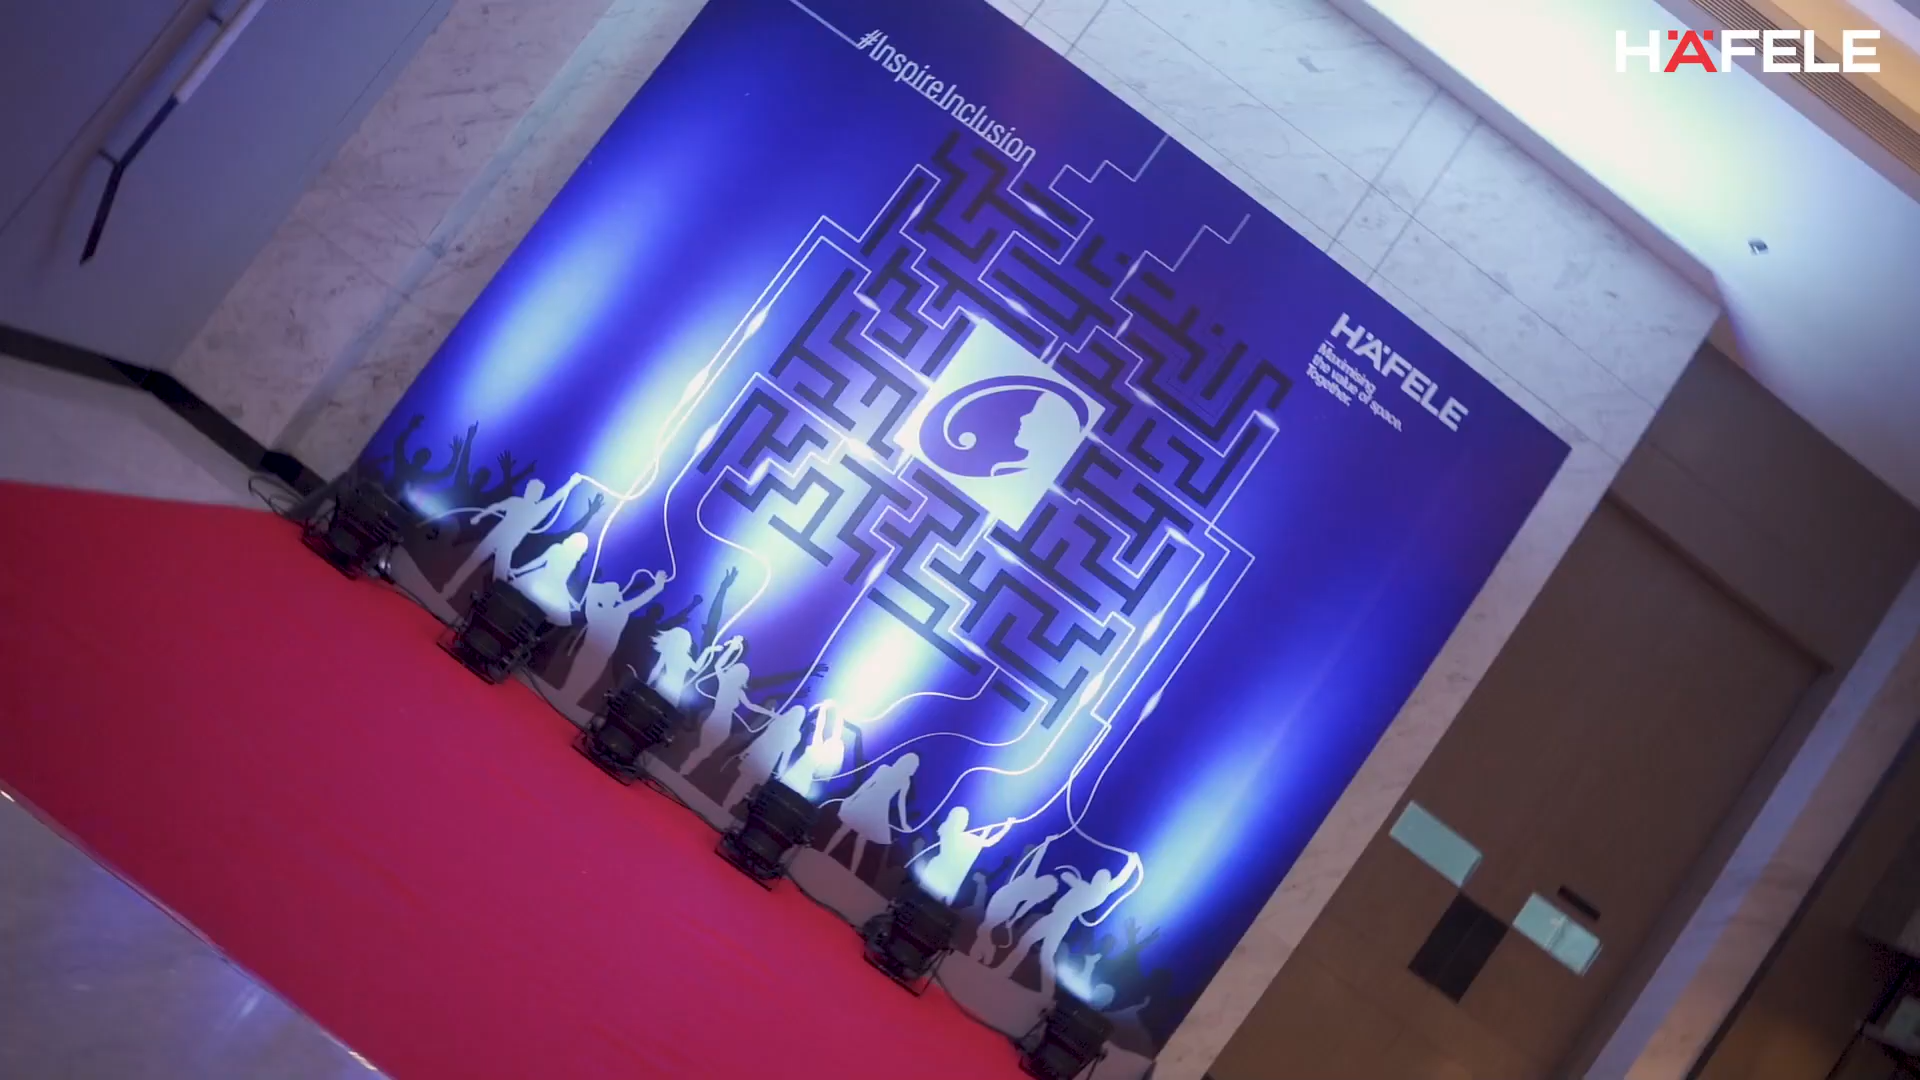 HÄFELE
#InspireInclusion
HÄFELE
Maximising
the value of space.
Together.